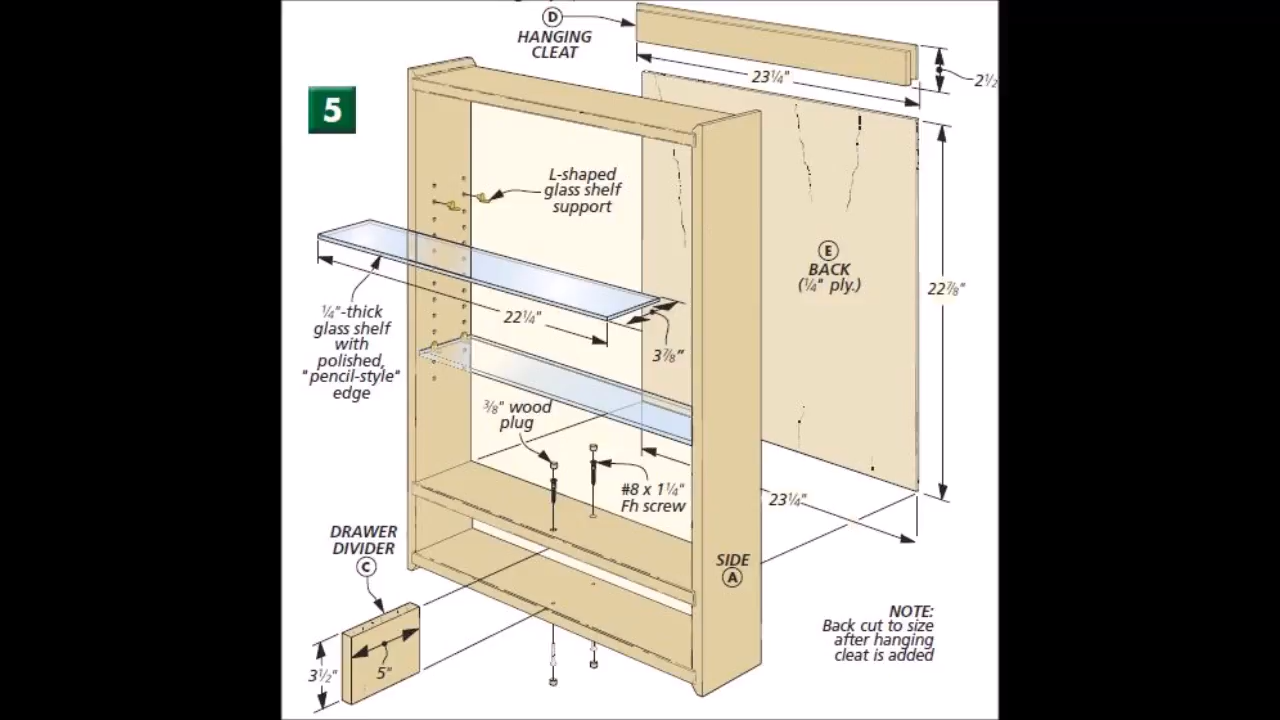 D
HANGING
CLEAT
23¼"
2½
5
L-shaped
glass shelf
support
E
BACK
(¼" ply.)
22⅞"
¼"-thick
glass shelf
with
polished,
"pencil-style"
edge
22¼"
3⅞"
⅜" wood
plug
#8 x 1¼"
Fh screw
23¼"
DRAWER
DIVIDER
C
SIDE
A
3½"
5"
NOTE:
Back cut to size
after hanging
cleat is added